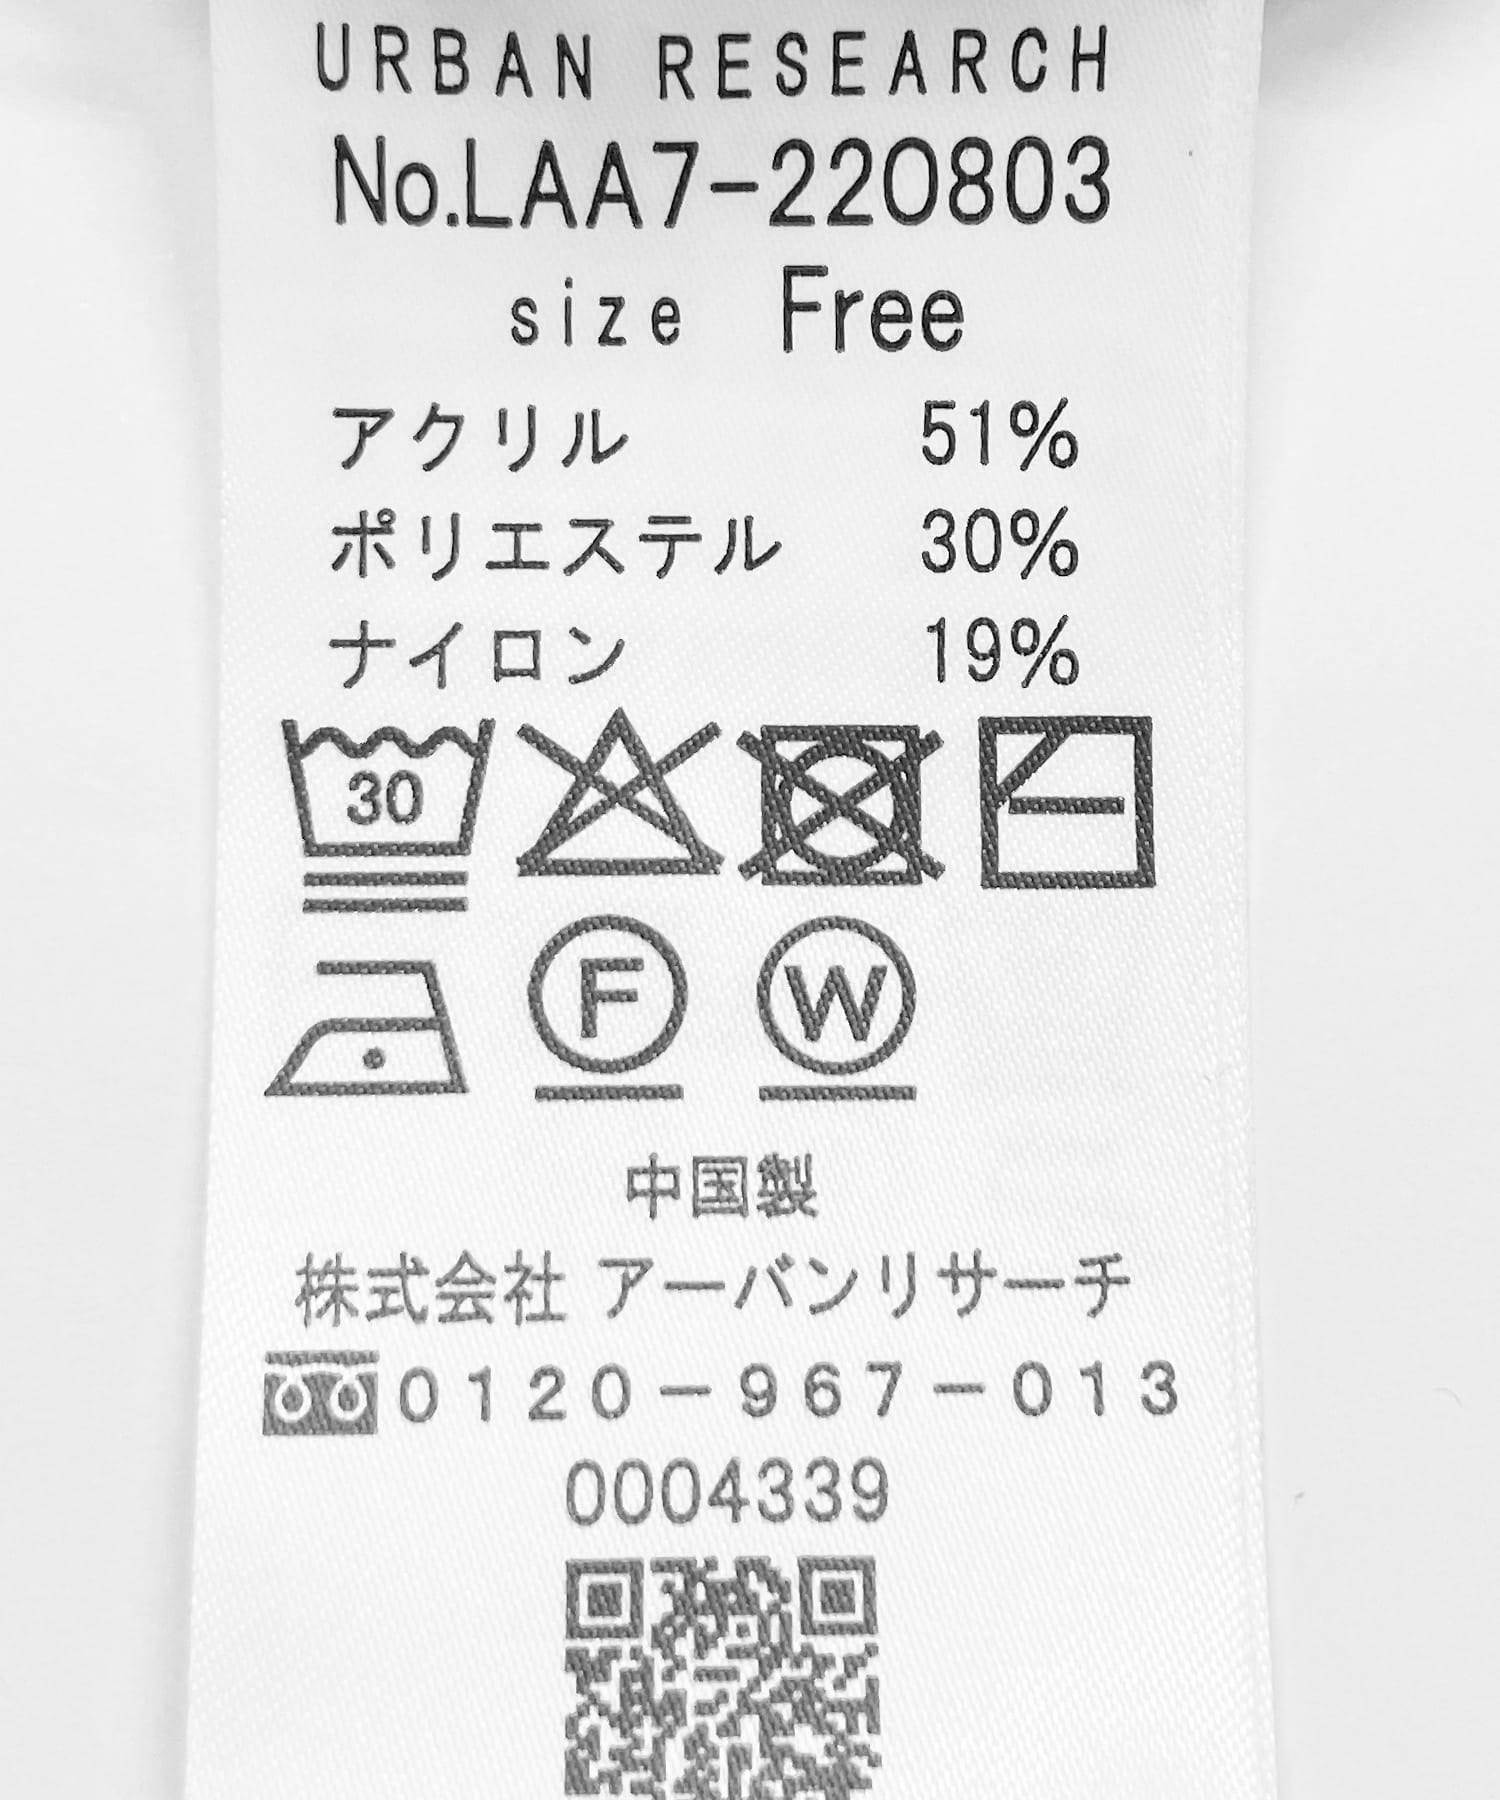 URBAN RESEARCH
No.LAA7-220803
size Free
アクリル 51%
ポリエステル 30%
ナイロン 19%
30
F W
中国製
株式会社 アーバンリサーチ
0120-967-013
0004339